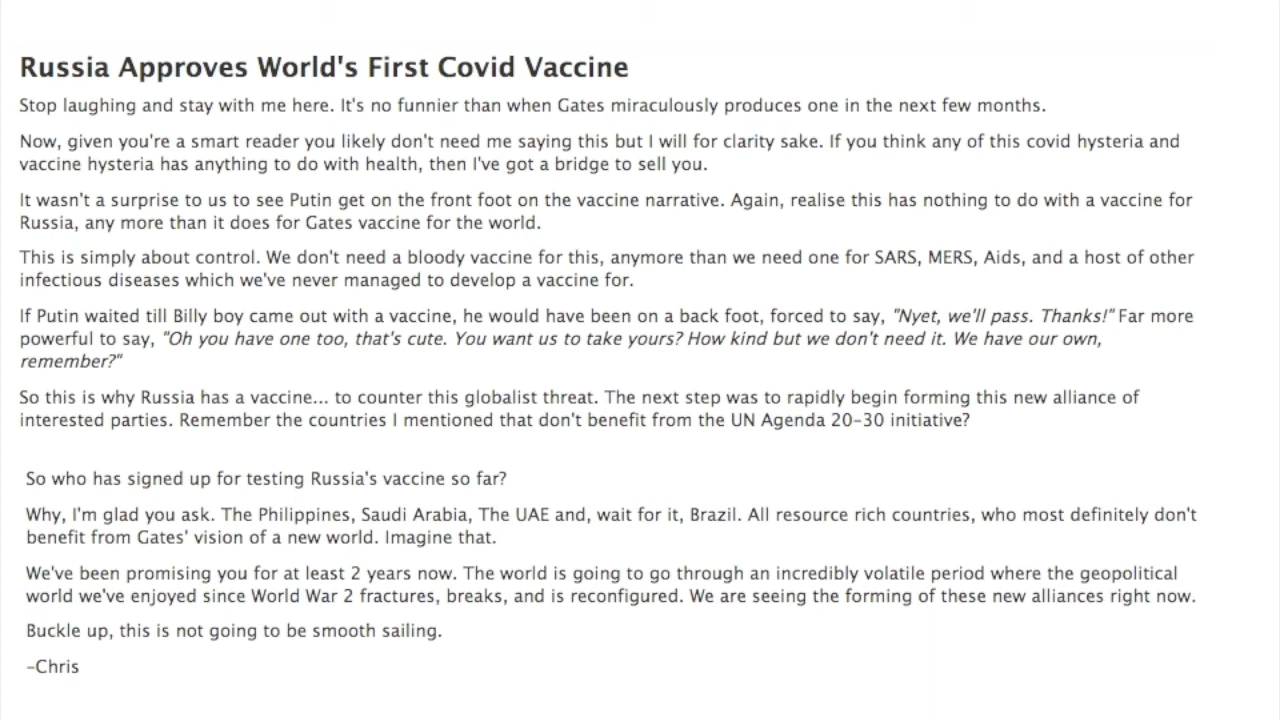 Russia Approves World's First Covid Vaccine
Stop laughing and stay with me here. It's no funnier than when Gates miraculously produces one in the next few months.
Now, given you're a smart reader you likely don't need me saying this but I will for clarity sake. If you think any of this covid hysteria and
vaccine hysteria has anything to do with health, then I've got a bridge to sell you.
It wasn't a surprise to us to see Putin get on the front foot on the vaccine narrative. Again, realise this has nothing to do with a vaccine for
Russia, any more than it does for Gates vaccine for the world.
This is simply about control. We don't need a bloody vaccine for this, anymore than we need one for SARS, MERS, Aids, and a host of other
infectious diseases which we've never managed to develop a vaccine for.
If Putin waited till Billy boy came out with a vaccine, he would have been on a back foot, forced to say, "Nyet, we'll pass. Thanks!" Far more
powerful to say, "Oh you have one too, that's cute. You want us to take yours? How kind but we don't need it. We have our own,
remember?"
So this is why Russia has a vaccine... to counter this globalist threat. The next step was to rapidly begin forming this new alliance of
interested parties. Remember the countries I mentioned that don't benefit from the UN Agenda 20-30 initiative?
So who has signed up for testing Russia's vaccine so far?
Why, I'm glad you ask. The Philippines, Saudi Arabia, The UAE and, wait for it, Brazil. All resource rich countries, who most definitely don't
benefit from Gates' vision of a new world. Imagine that.
We've been promising you for at least 2 years now. The world is going to go through an incredibly volatile period where the geopolitical
world we've enjoyed since World War 2 fractures, breaks, and is reconfigured. We are seeing the forming of these new alliances right now.
Buckle up, this is not going to be smooth sailing.
-Chris